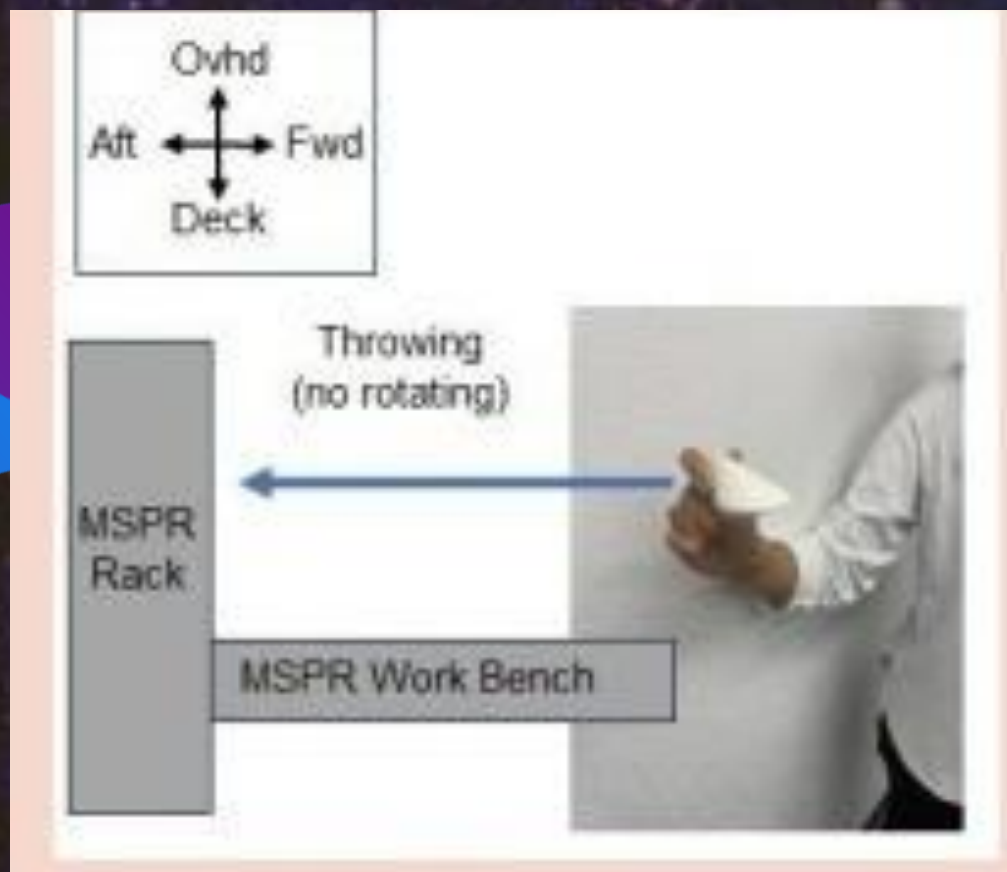 Ovhd
Aft Fwd
Deck
Throwing
(no rotating)
MSPR
Rack
MSPR Work Bench